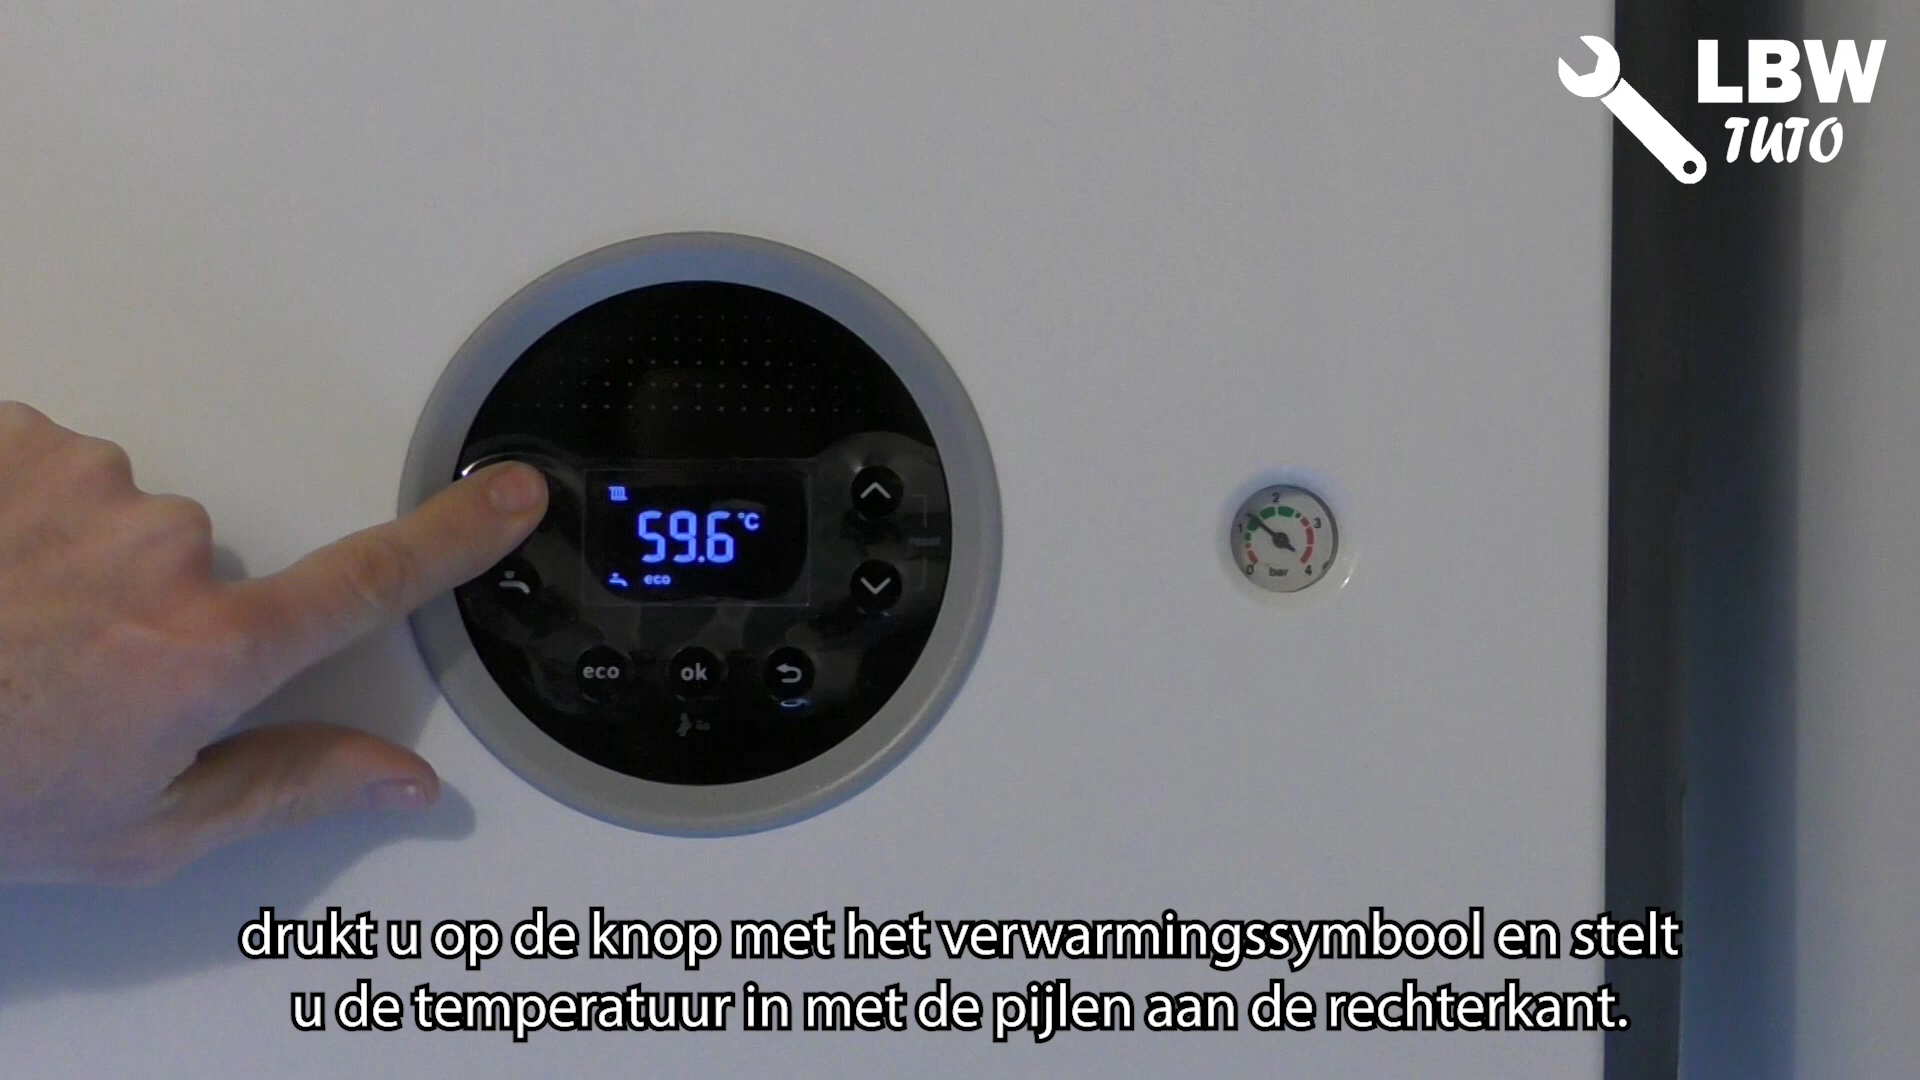 LBW
TUTO
59.6 °C
eco
eco
ok
2
1
3
0
bar
4
drukt u op de knop met het verwarmingssymbool en stelt
u de temperatuur in met de pijlen aan de rechterkant.